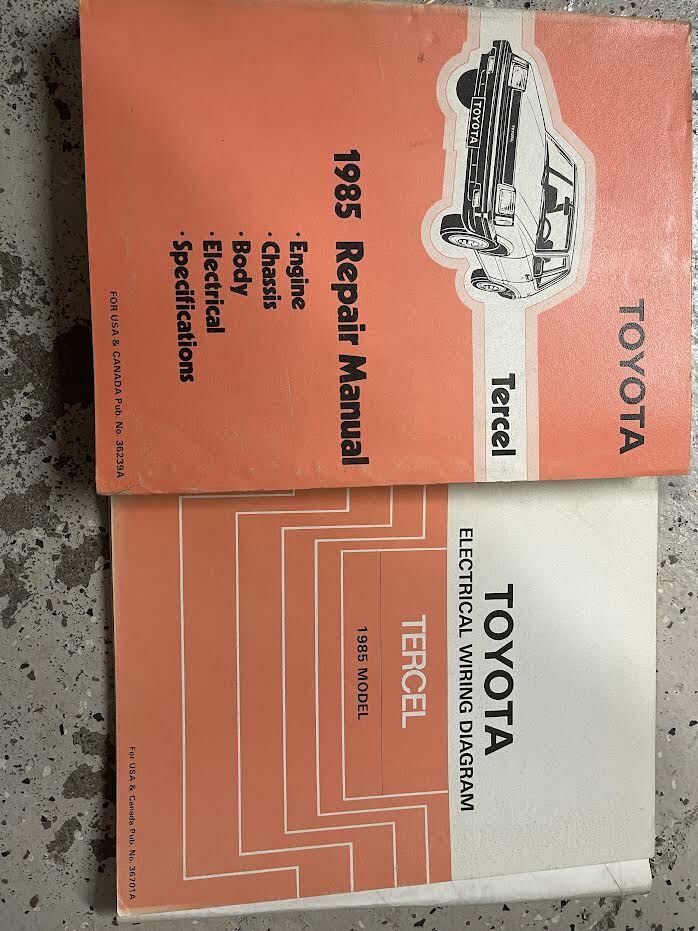 TOYOTA
Tercel
TOYOTA
1985 Repair Manual
· Engine
· Chassis
· Body
· Electrical
· Specifications
FOR USA & CANADA Pub. No. 36239A
TOYOTA
ELECTRICAL WIRING DIAGRAM
TERCEL
1985 MODEL
For USA & Canada Pub. No. 36701A